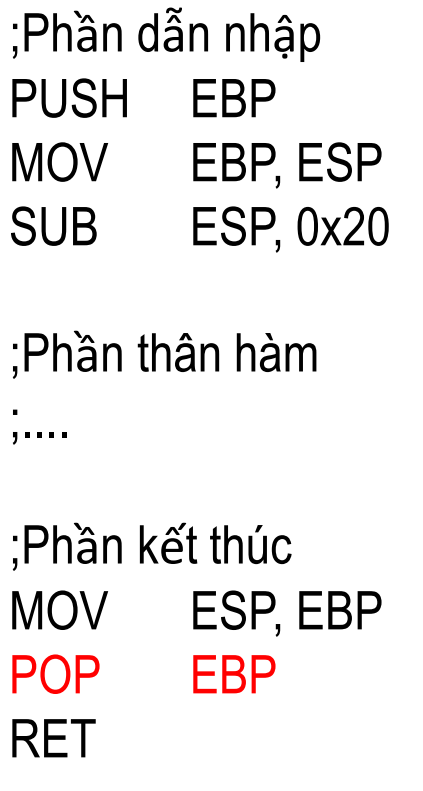 ;Phần dẫn nhập
PUSH EBP
MOV EBP, ESP
SUB ESP, 0x20
;Phần thân hàm
;....
;Phần kết thúc
MOV ESP, EBP
POP EBP
RET